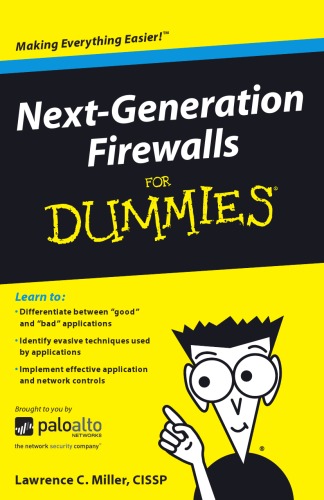 Making Everything Easier!™
Next-Generation
Firewalls
FOR
DUMMIES®
Learn to:
• Differentiate between “good”
and “bad” applications
• Identify evasive techniques used
by applications
• Implement effective application
and network controls
Brought to you by
paloalto
NETWORKS
the network security company™
®
Lawrence C. Miller, CISSP